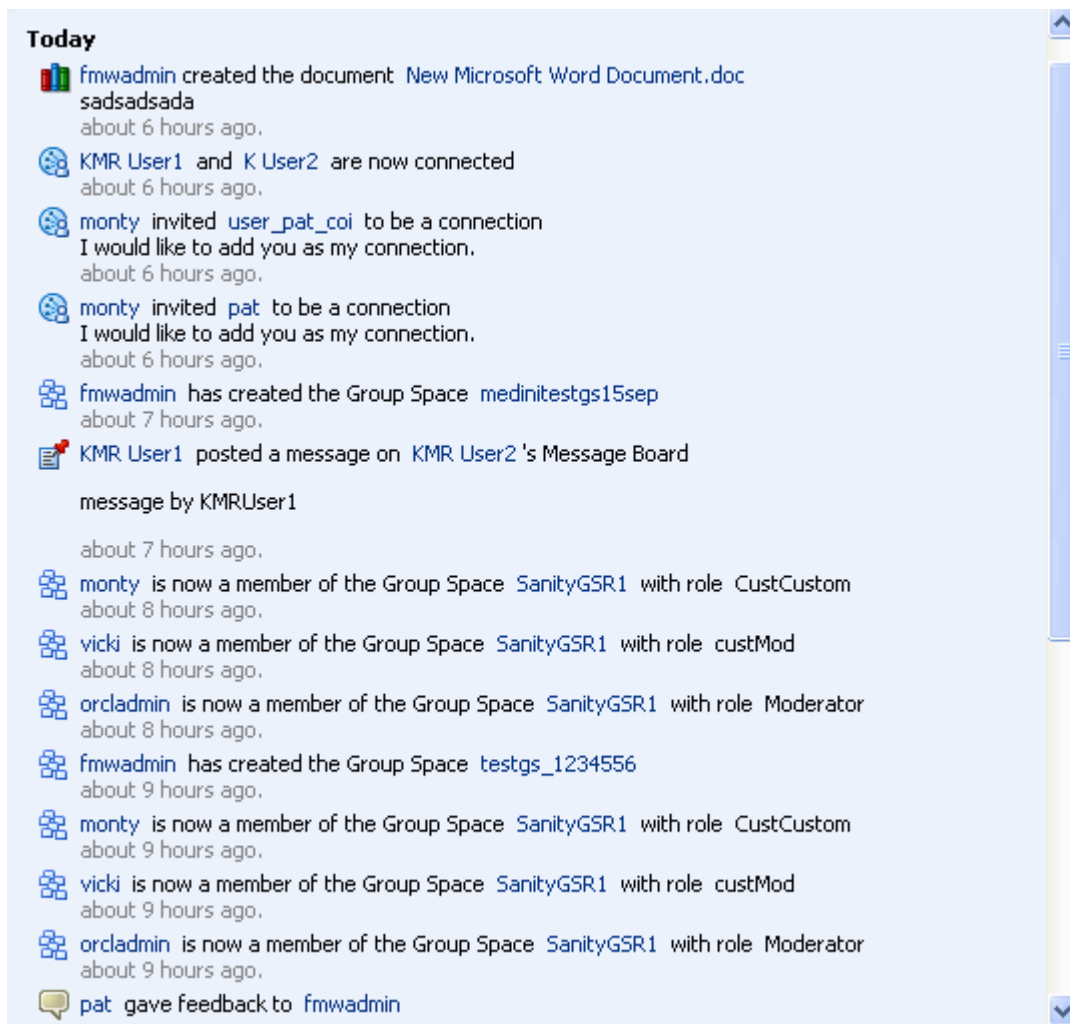 Today
fmwadmin created the document New Microsoft Word Document.doc
sadsadsada
about 6 hours ago.
KMR User1 and K User2 are now connected
about 6 hours ago.
monty invited user_pat_coi to be a connection
I would like to add you as my connection.
about 6 hours ago.
monty invited pat to be a connection
I would like to add you as my connection.
about 6 hours ago.
fmwadmin has created the Group Space medinitestgs15sep
about 7 hours ago.
KMR User1 posted a message on KMR User2 's Message Board
message by KMRUser1
about 7 hours ago.
monty is now a member of the Group Space SanityGSR1 with role CustCustom
about 8 hours ago.
vicki is now a member of the Group Space SanityGSR1 with role custMod
about 8 hours ago.
orcladmin is now a member of the Group Space SanityGSR1 with role Moderator
about 8 hours ago.
fmwadmin has created the Group Space testgs_1234556
about 9 hours ago.
monty is now a member of the Group Space SanityGSR1 with role CustCustom
about 9 hours ago.
vicki is now a member of the Group Space SanityGSR1 with role custMod
about 9 hours ago.
orcladmin is now a member of the Group Space SanityGSR1 with role Moderator
about 9 hours ago.
pat gave feedback to fmwadmin